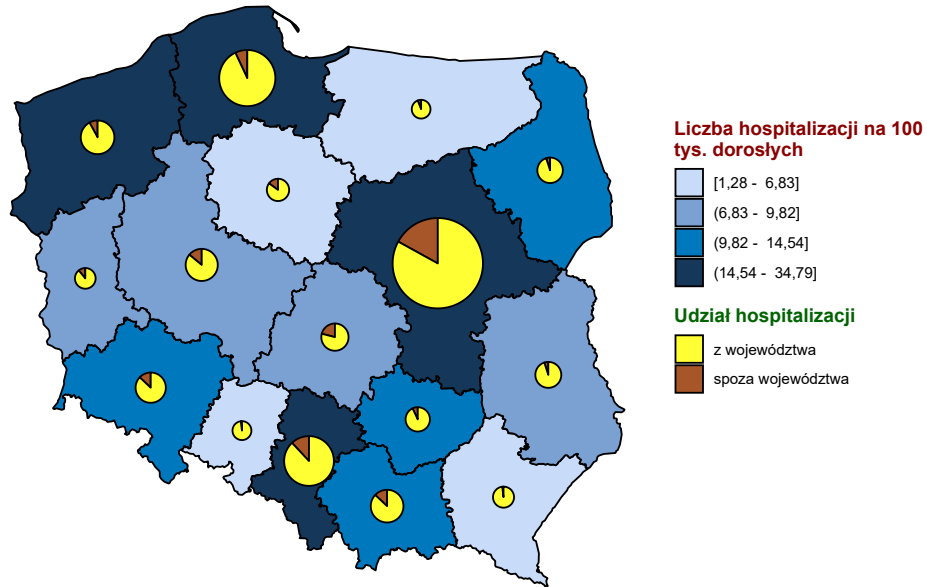 Liczba hospitalizacji na 100
tys. dorosłych
[1,28 - 6,83]
(6,83 - 9,82]
(9,82 - 14,54]
(14,54 - 34,79]
Udział hospitalizacji
z województwa
spoza województwa